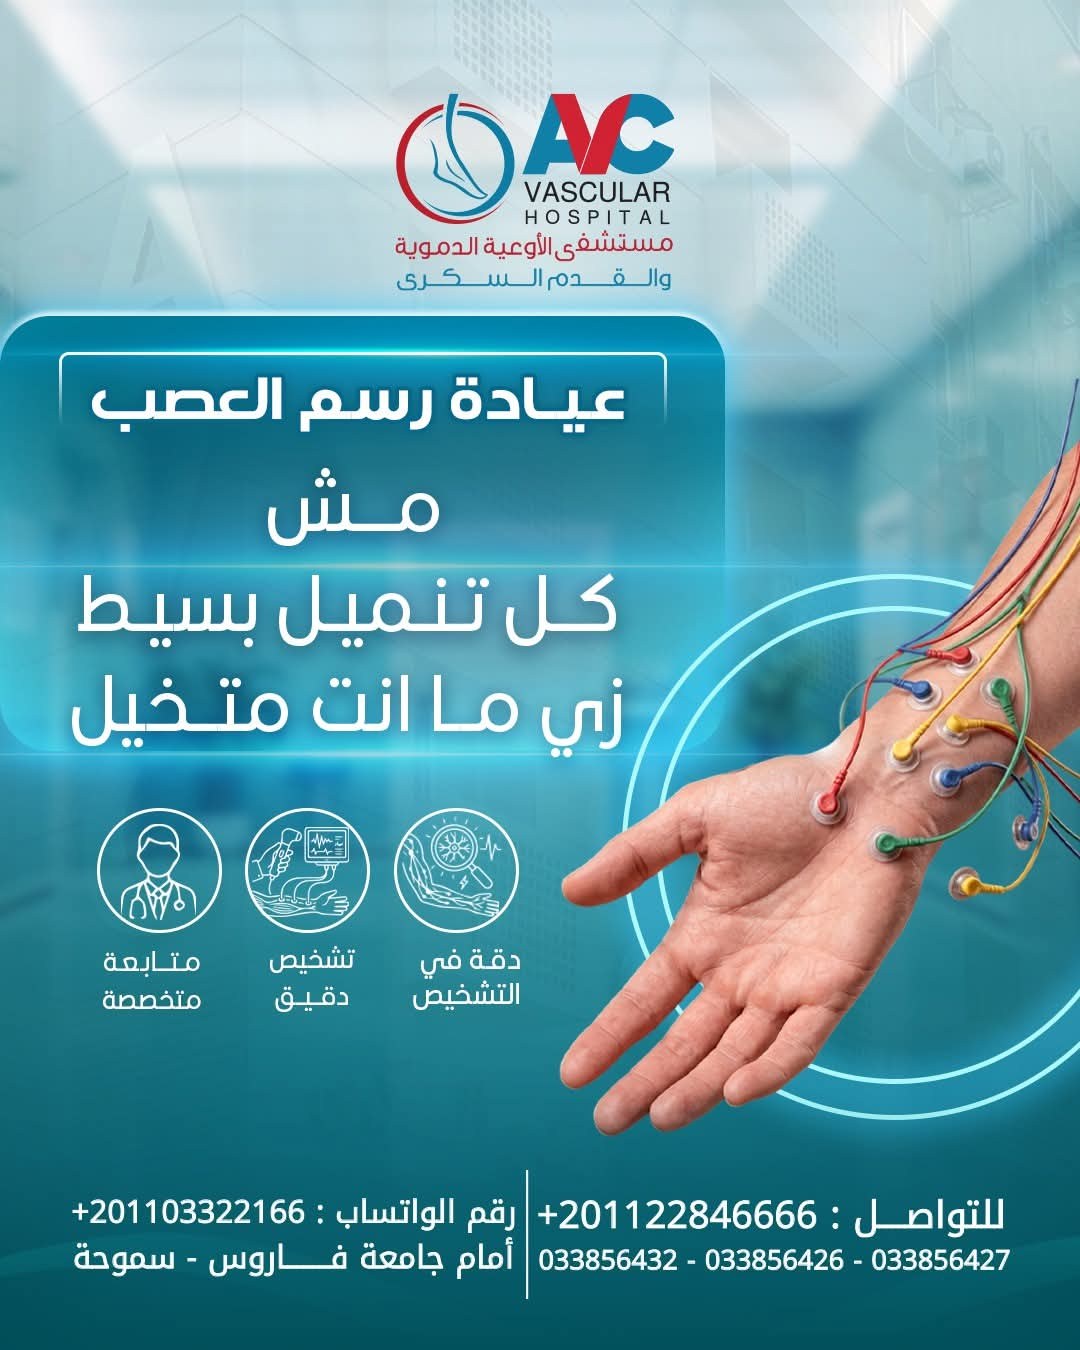 AVC
VASCULAR
HOSPITAL
مستشفى الأوعية الدموية
والقدم السكرى
عيادة رسم العصب
مش
كل تنميل بسيط
زي ما انت متخيل
دقة في
التشخيص
تشخيص
دقيق
متابعة
متخصصة
للتواصل : 201122846666+
033856432 - 033856426 - 033856427
رقم الواتساب : 201103322166+
أمام جامعة فاروس - سموحة